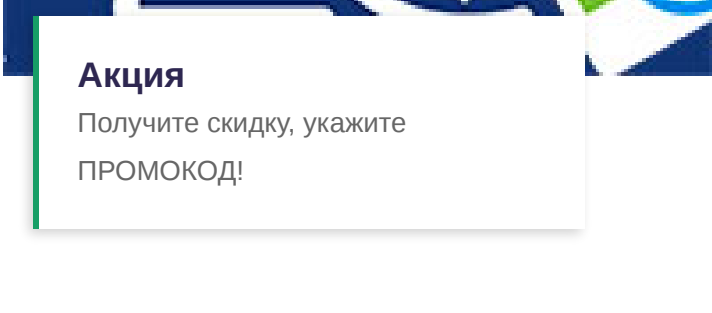 Акция
Получите скидку, укажите
ПРОМОКОД!